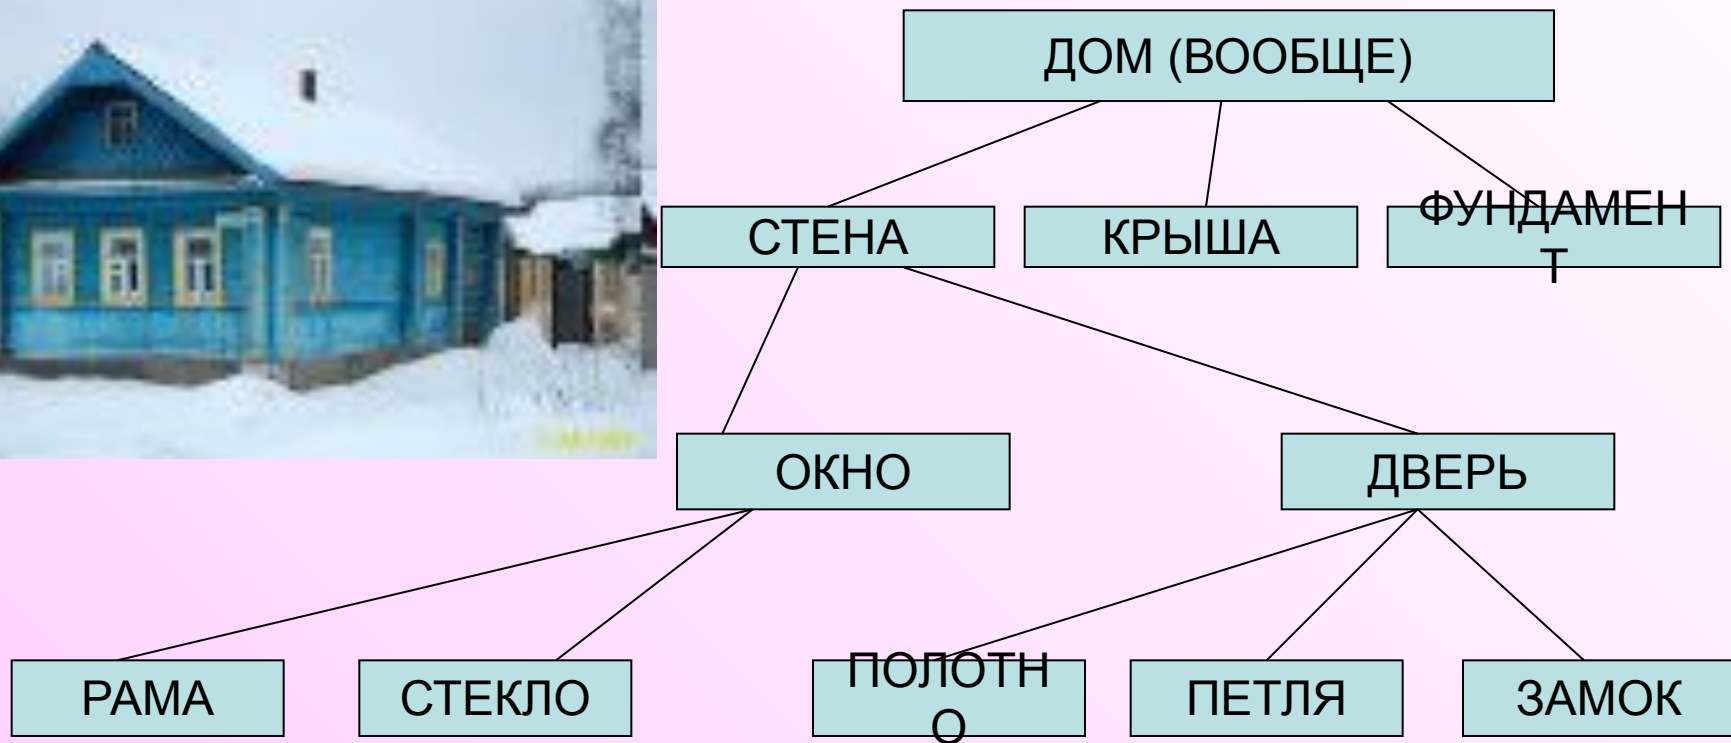 ДОМ (ВООБЩЕ)
СТЕНА
КРЫША
ФУНДАМЕН
Т
ОКНО
ДВЕРЬ
РАМА
СТЕКЛО
ПОЛОТН
О
ПЕТЛЯ
ЗАМОК